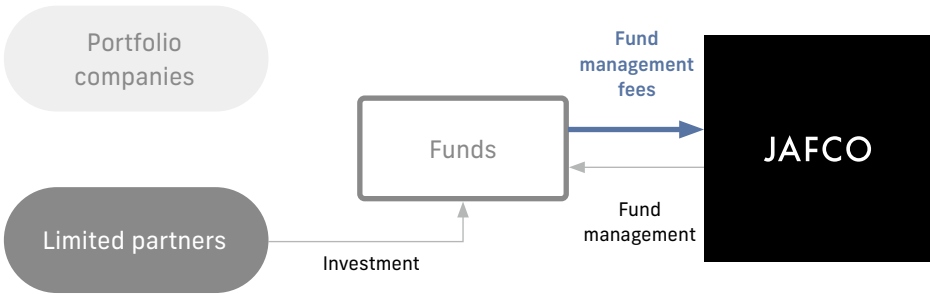 Portfolio
companies
Fund
management
fees
Funds
JAFCO
Limited partners
Investment
Fund
management